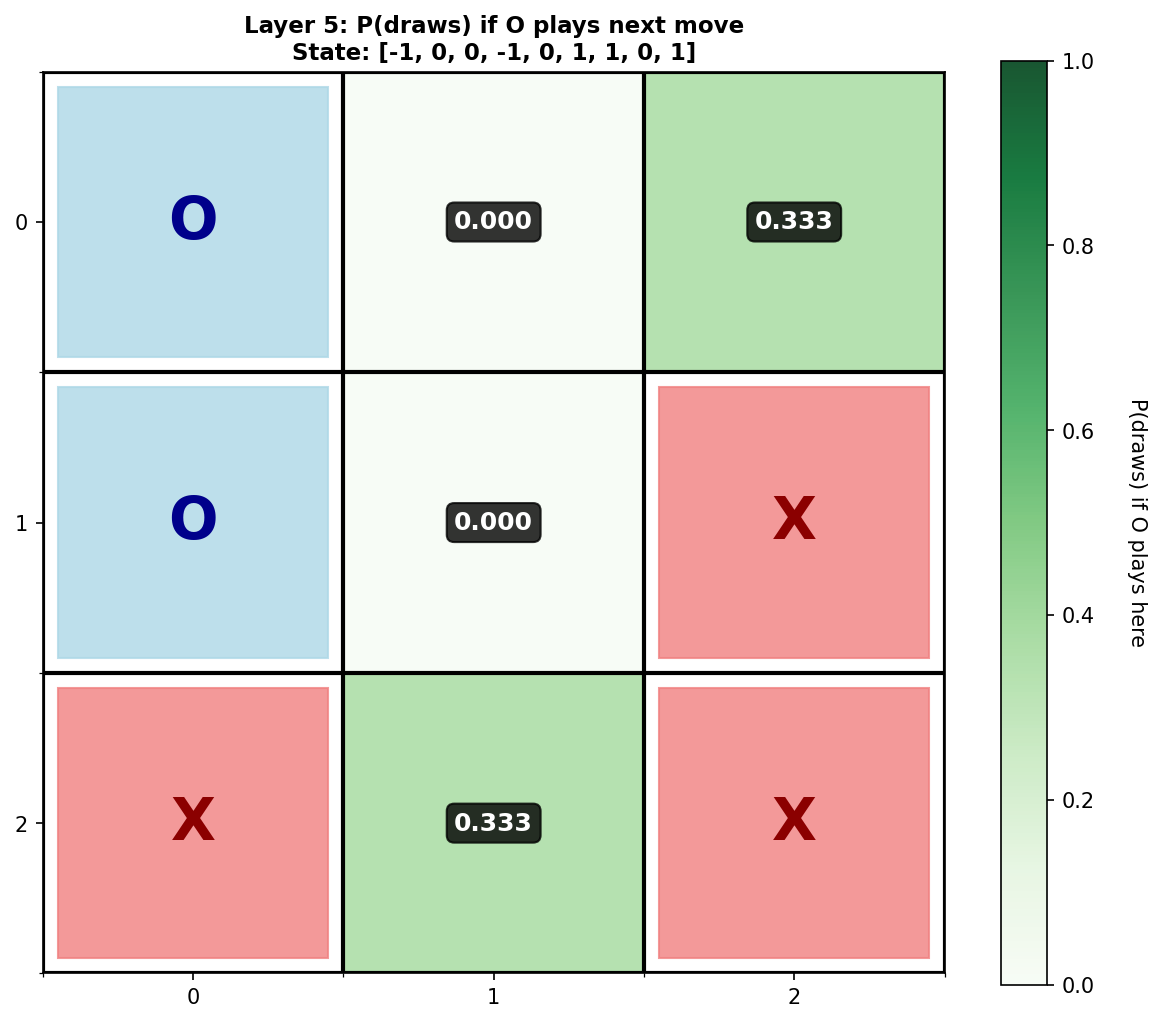 Layer 5: P(draws) if O plays next move
State: [-1, 0, 0, -1, 0, 1, 1, 0, 1]
0
O
0.000
0.333
1
O
0.000
X
2
X
0.333
X
0
1
2
1.0
0.8
0.6
0.4
0.2
0.0
P(draws) if O plays here